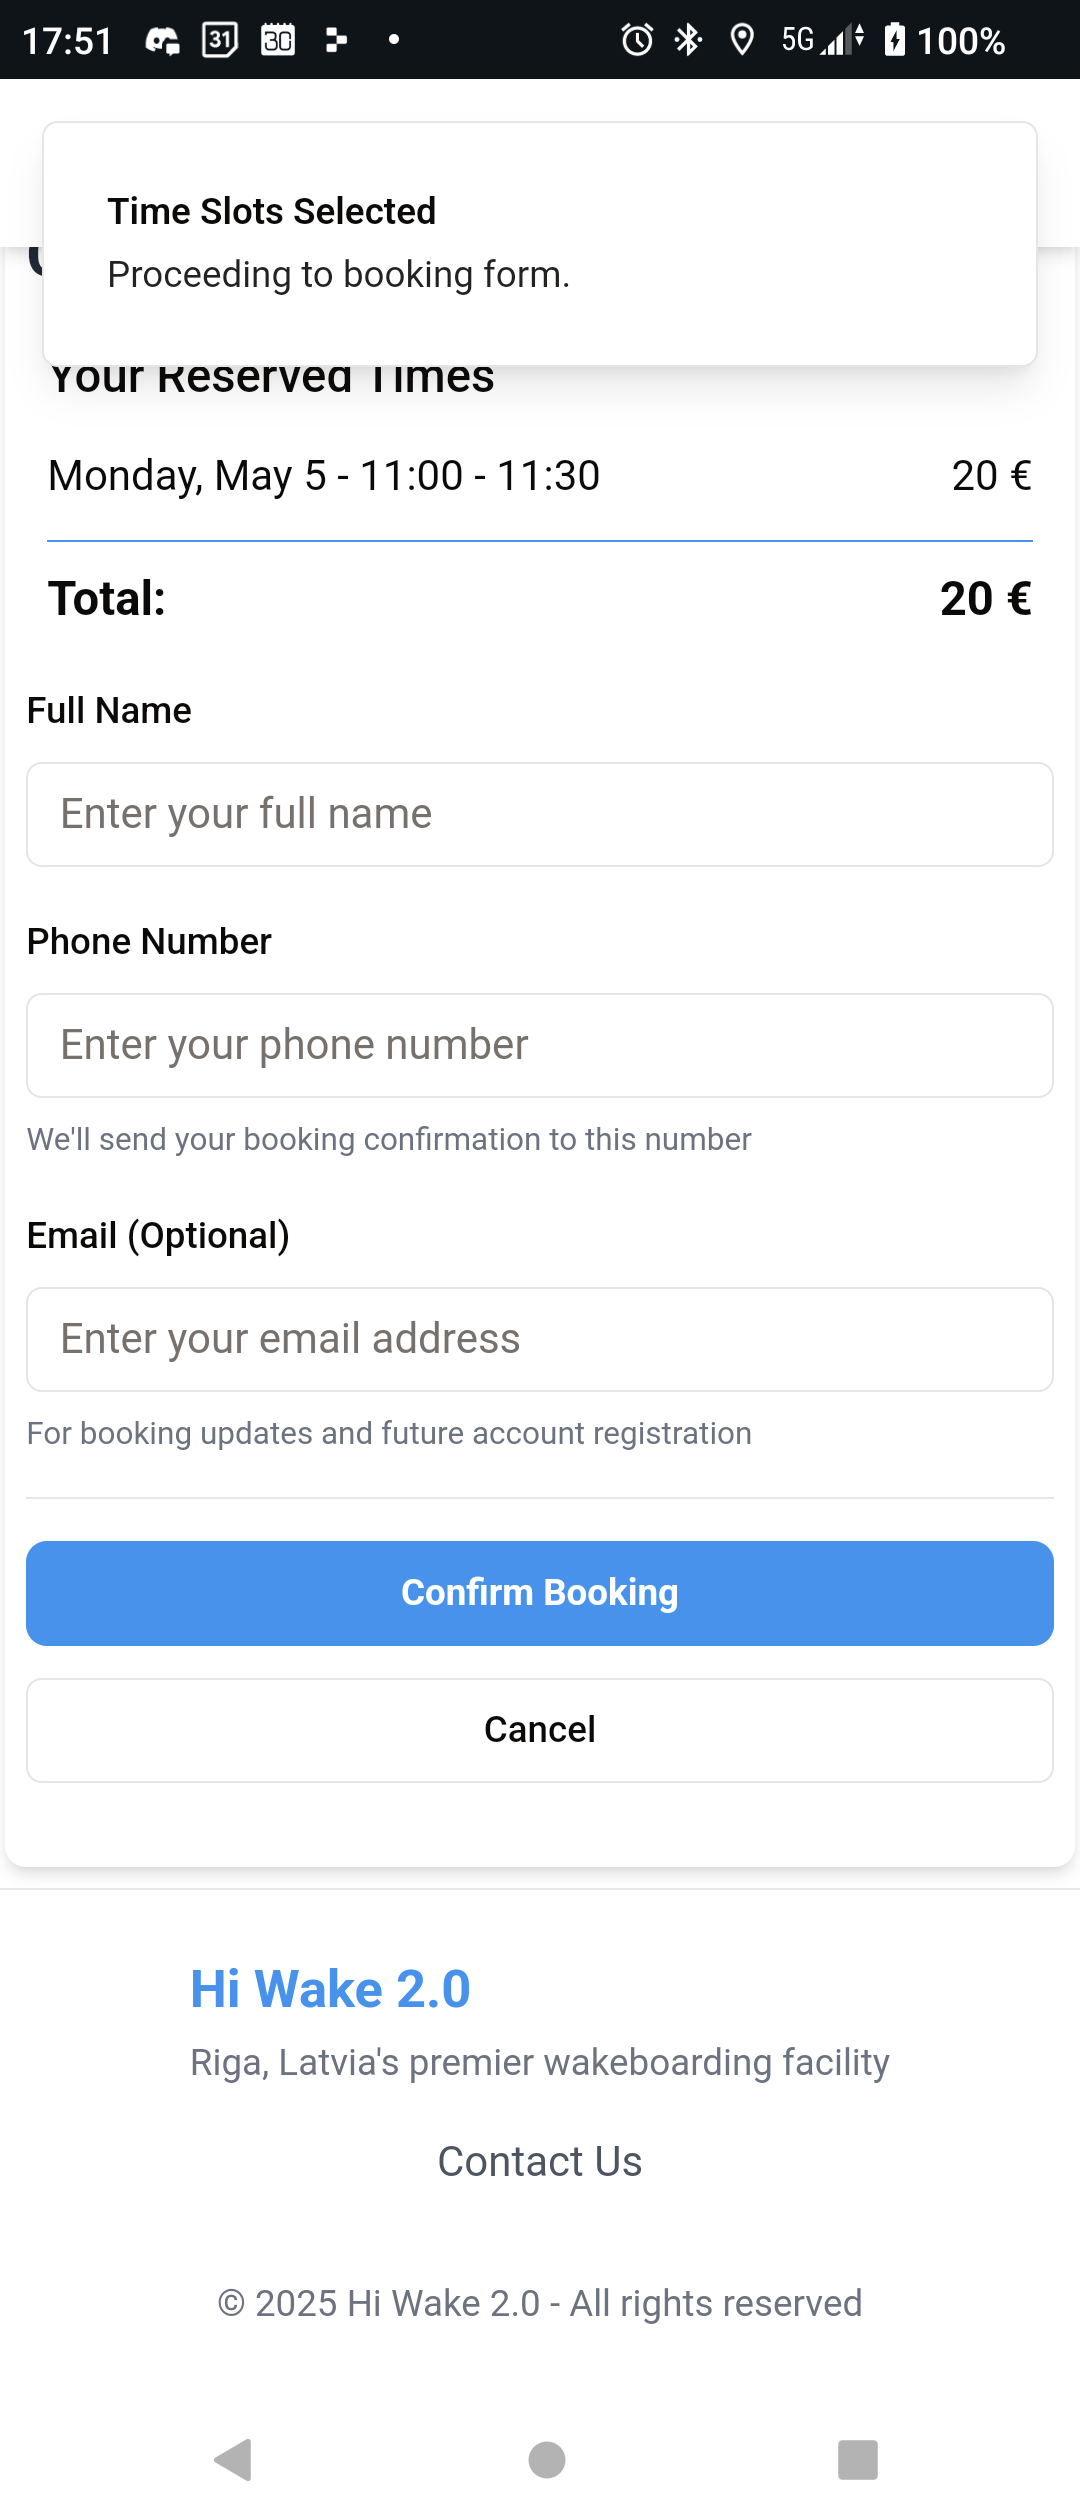 17:51
31
30
5G
100%
Time Slots Selected
Proceeding to booking form.
Your Reserved Times
Monday, May 5 - 11:00 - 11:30 20 €
Total: 20 €
Full Name
Enter your full name
Phone Number
Enter your phone number
We'll send your booking confirmation to this number
Email (Optional)
Enter your email address
For booking updates and future account registration
Confirm Booking
Cancel
Hi Wake 2.0
Riga, Latvia's premier wakeboarding facility
Contact Us
© 2025 Hi Wake 2.0 - All rights reserved